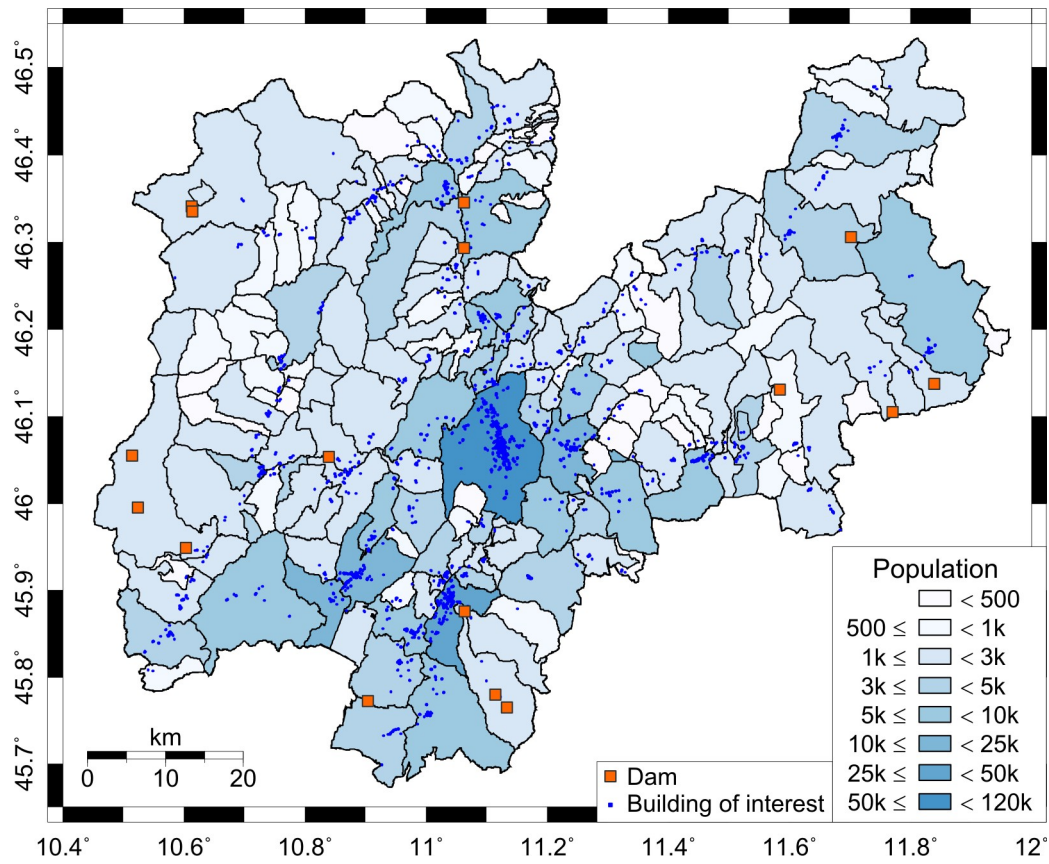 46.5°
46.4°
46.3°
46.2°
46.1°
46°
45.9°
45.8°
45.7°
km
0 10 20
Dam
Building of interest
Population
< 500
500 ≤ < 1k
1k ≤ < 3k
3k ≤ < 5k
5k ≤ < 10k
10k ≤ < 25k
25k ≤ < 50k
50k ≤ < 120k
10.4° 10.6° 10.8° 11° 11.2° 11.4° 11.6° 11.8° 12°